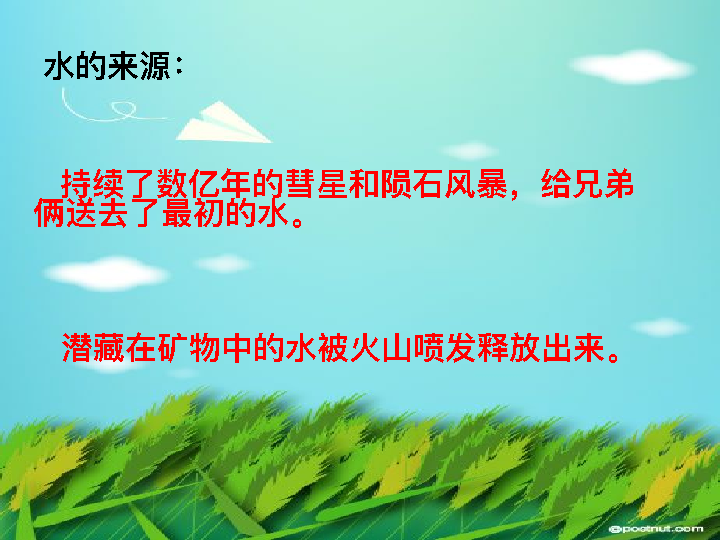 水的来源：
持续了数亿年的彗星和陨石风暴，给兄弟
俩送去了最初的水。
潜藏在矿物中的水被火山喷发释放出来。
@pootnut.com